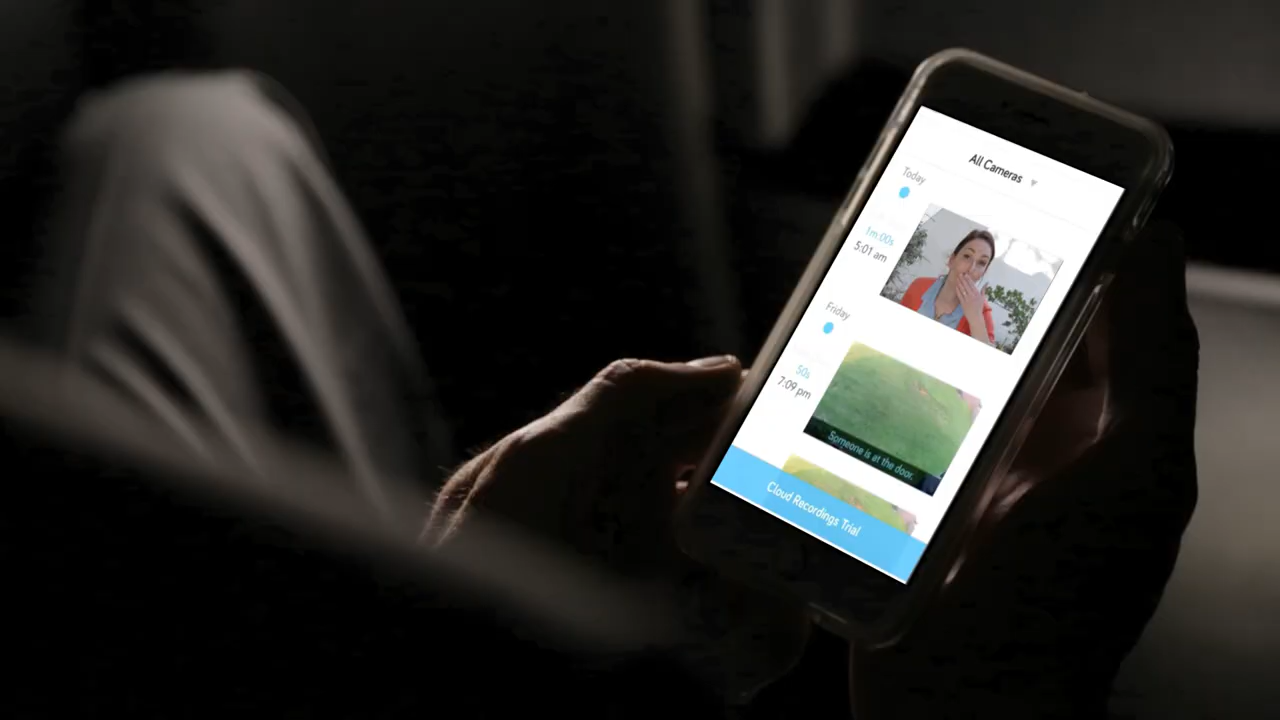 All Cameras
Today
1m 00s
5:01 am
Friday
50s
7:09 pm
Someone is at the door.
Cloud Recordings Trial